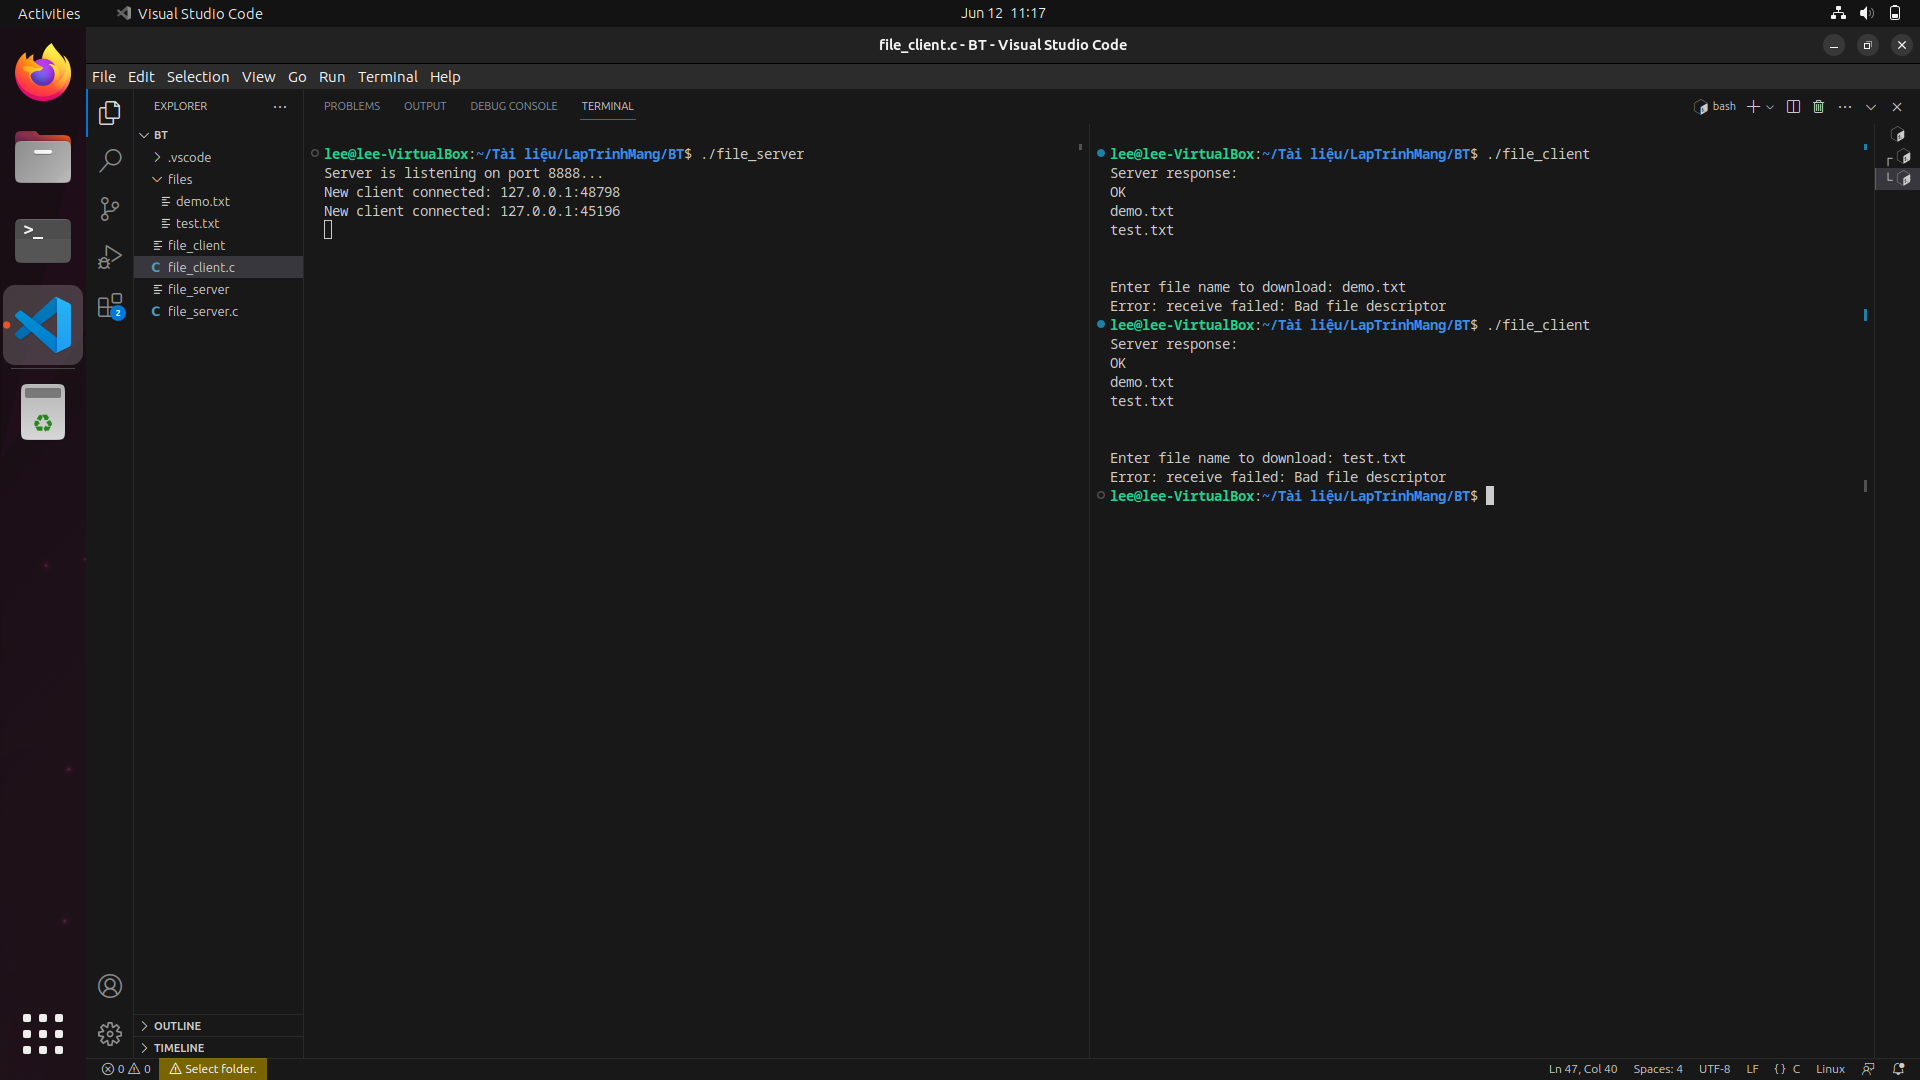 Activities
Visual Studio Code
Jun 12 11:17
file_client.c - BT - Visual Studio Code
File Edit Selection View Go Run Terminal Help
EXPLORER
BT
.vscode
files
demo.txt
test.txt
file_client
file_client.c
file_server
file_server.c
OUTLINE
TIMELINE
PROBLEMS OUTPUT DEBUG CONSOLE TERMINAL
bash
lee@lee-VirtualBox:~/Tài liệu/LapTrinhMang/BT$ ./file_server
Server is listening on port 8888...
New client connected: 127.0.0.1:48798
New client connected: 127.0.0.1:45196
lee@lee-VirtualBox:~/Tài liệu/LapTrinhMang/BT$ ./file_client
Server response:
OK
demo.txt
test.txt
Enter file name to download: demo.txt
Error: receive failed: Bad file descriptor
lee@lee-VirtualBox:~/Tài liệu/LapTrinhMang/BT$ ./file_client
Server response:
OK
demo.txt
test.txt
Enter file name to download: test.txt
Error: receive failed: Bad file descriptor
lee@lee-VirtualBox:~/Tài liệu/LapTrinhMang/BT$
2
0 0 Select folder.
Ln 47, Col 40 Spaces: 4 UTF-8 LF {} C Linux